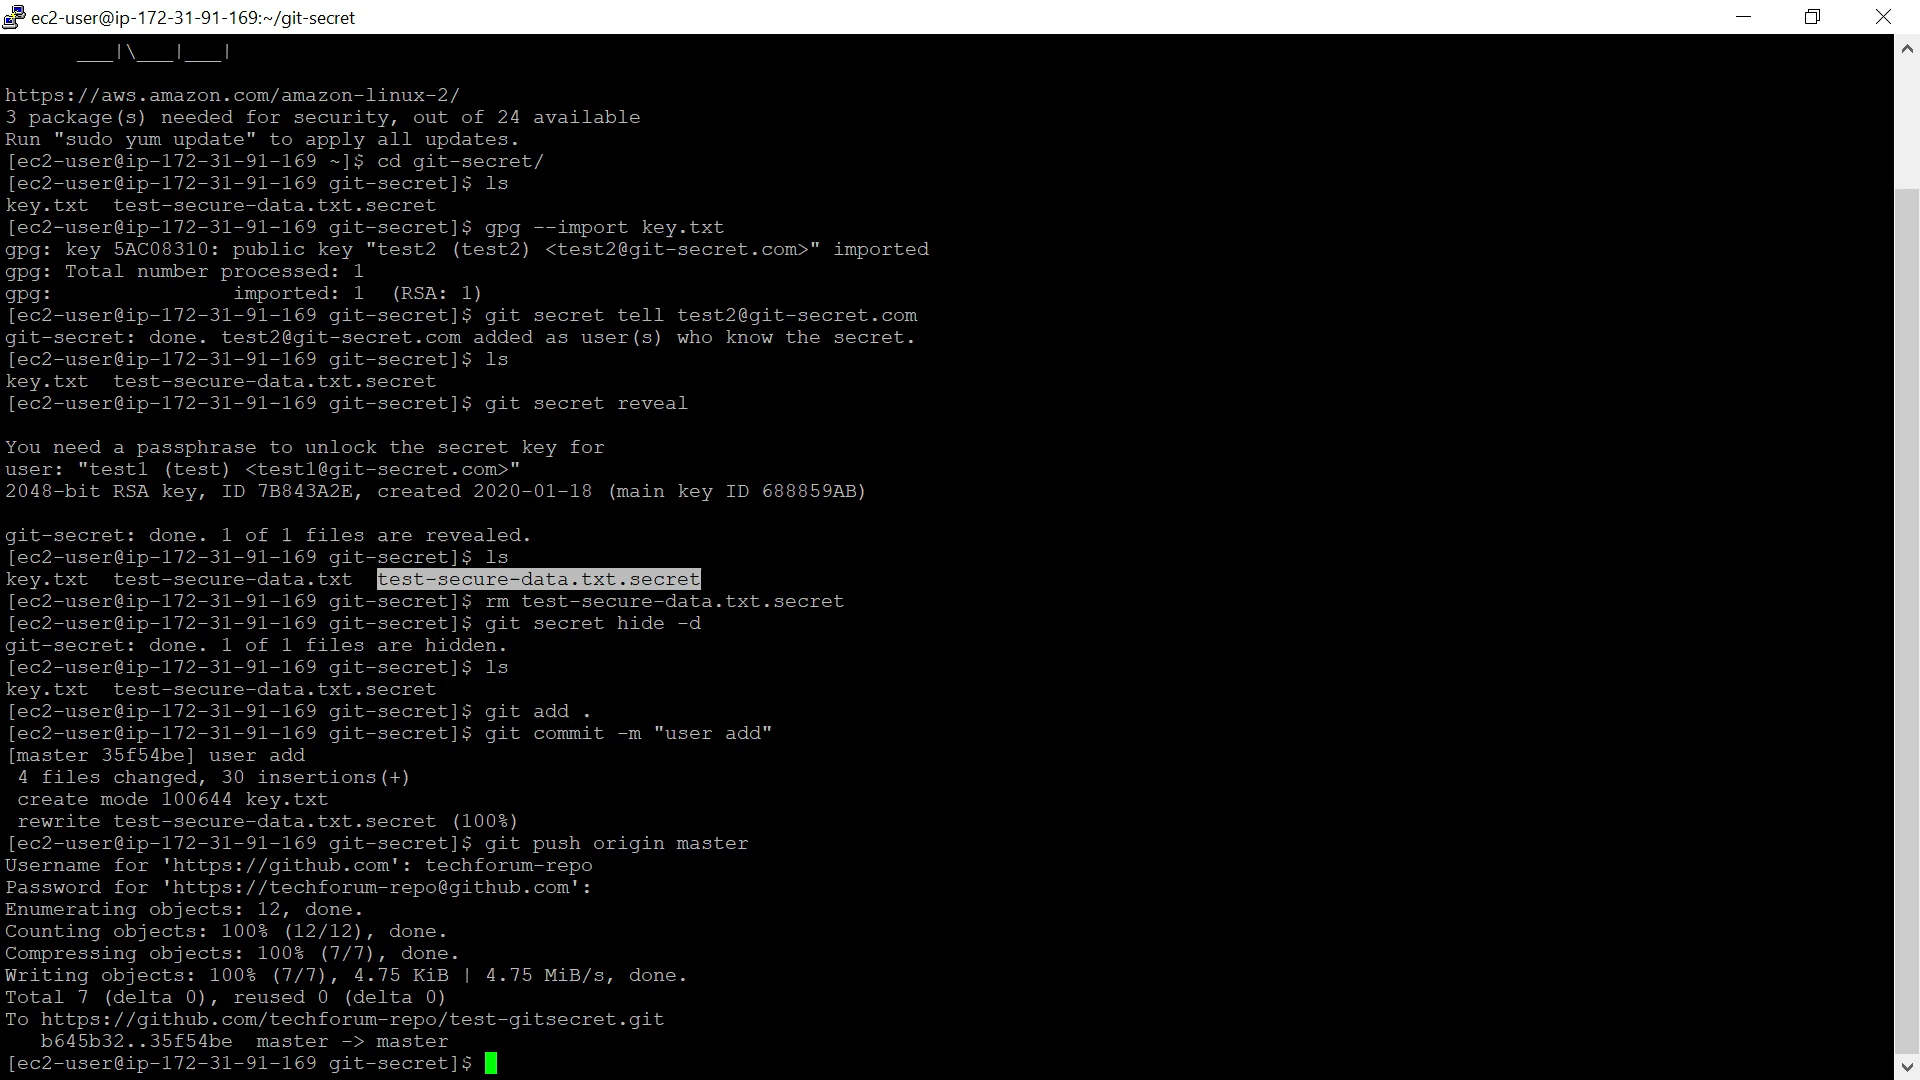 ec2-user@ip-172-31-91-169:~/git-secret
___|\___|___|
https://aws.amazon.com/amazon-linux-2/
3 package(s) needed for security, out of 24 available
Run "sudo yum update" to apply all updates.
[ec2-user@ip-172-31-91-169 ~]$ cd git-secret/
[ec2-user@ip-172-31-91-169 git-secret]$ ls
key.txt  test-secure-data.txt.secret
[ec2-user@ip-172-31-91-169 git-secret]$ gpg --import key.txt
gpg: key 5AC08310: public key "test2 (test2) <test2@git-secret.com>" imported
gpg: Total number processed: 1
gpg:               imported: 1  (RSA: 1)
[ec2-user@ip-172-31-91-169 git-secret]$ git secret tell test2@git-secret.com
git-secret: done. test2@git-secret.com added as user(s) who know the secret.
[ec2-user@ip-172-31-91-169 git-secret]$ ls
key.txt  test-secure-data.txt.secret
[ec2-user@ip-172-31-91-169 git-secret]$ git secret reveal
You need a passphrase to unlock the secret key for
user: "test1 (test) <test1@git-secret.com>"
2048-bit RSA key, ID 7B843A2E, created 2020-01-18 (main key ID 688859AB)
git-secret: done. 1 of 1 files are revealed.
[ec2-user@ip-172-31-91-169 git-secret]$ ls
key.txt  test-secure-data.txt  test-secure-data.txt.secret
[ec2-user@ip-172-31-91-169 git-secret]$ rm test-secure-data.txt.secret
[ec2-user@ip-172-31-91-169 git-secret]$ git secret hide -d
git-secret: done. 1 of 1 files are hidden.
[ec2-user@ip-172-31-91-169 git-secret]$ ls
key.txt  test-secure-data.txt.secret
[ec2-user@ip-172-31-91-169 git-secret]$ git add .
[ec2-user@ip-172-31-91-169 git-secret]$ git commit -m "user add"
[master 35f54be] user add
 4 files changed, 30 insertions(+)
 create mode 100644 key.txt
 rewrite test-secure-data.txt.secret (100%)
[ec2-user@ip-172-31-91-169 git-secret]$ git push origin master
Username for 'https://github.com': techforum-repo
Password for 'https://techforum-repo@github.com':
Enumerating objects: 12, done.
Counting objects: 100% (12/12), done.
Compressing objects: 100% (7/7), done.
Writing objects: 100% (7/7), 4.75 KiB | 4.75 MiB/s, done.
Total 7 (delta 0), reused 0 (delta 0)
To https://github.com/techforum-repo/test-gitsecret.git
   b645b32..35f54be  master -> master
[ec2-user@ip-172-31-91-169 git-secret]$